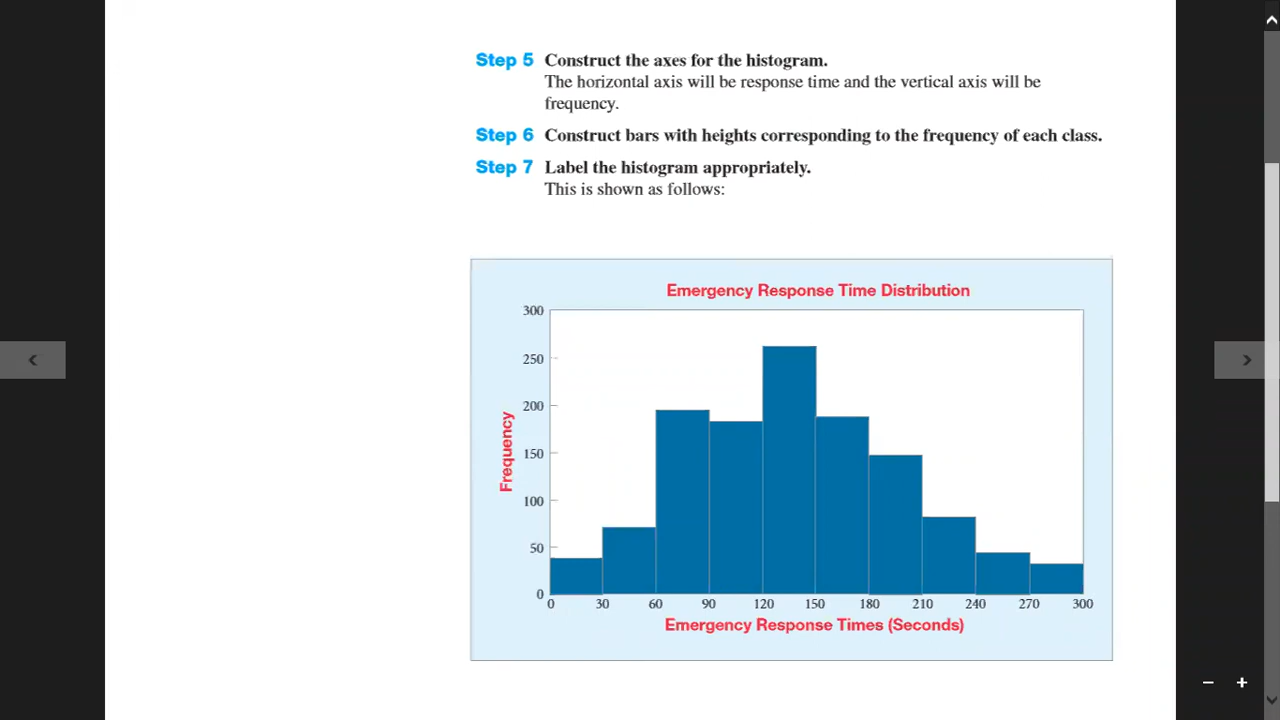 Step 5 Construct the axes for the histogram.
The horizontal axis will be response time and the vertical axis will be
frequency.
Step 6 Construct bars with heights corresponding to the frequency of each class.
Step 7 Label the histogram appropriately.
This is shown as follows:
Emergency Response Time Distribution
300
250
200
150
100
50
0
Frequency
0 30 60 90 120 150 180 210 240 270 300
Emergency Response Times (Seconds)